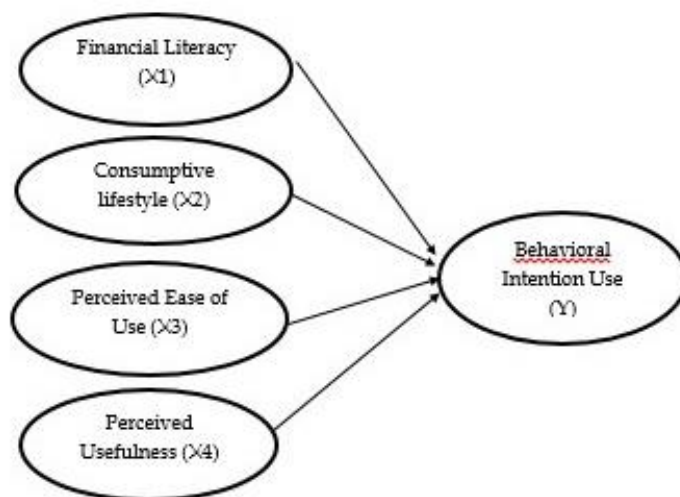 Financial Literacy
(X1)
Consumptive
lifestyle (X2)
Perceived Ease of
Use (X3)
Perceived
Usefulness (X4)
Behavioral
Intention Use
(Y)